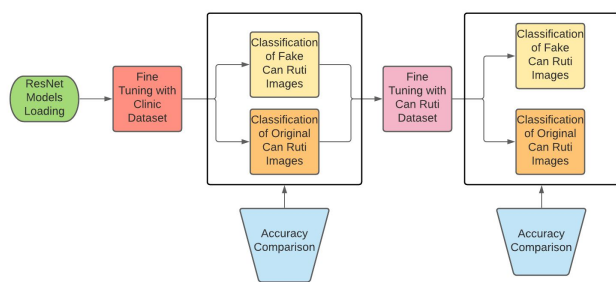 ResNet
Models
Loading
Fine
Tuning with
Clinic
Dataset
Classification
of Fake
Can Ruti
Images
Classification
of Original
Can Ruti
Images
Accuracy
Comparison
Fine
Tuning with
Can Ruti
Dataset
Classification
of Fake
Can Ruti
Images
Classification
of Original
Can Ruti
Images
Accuracy
Comparison